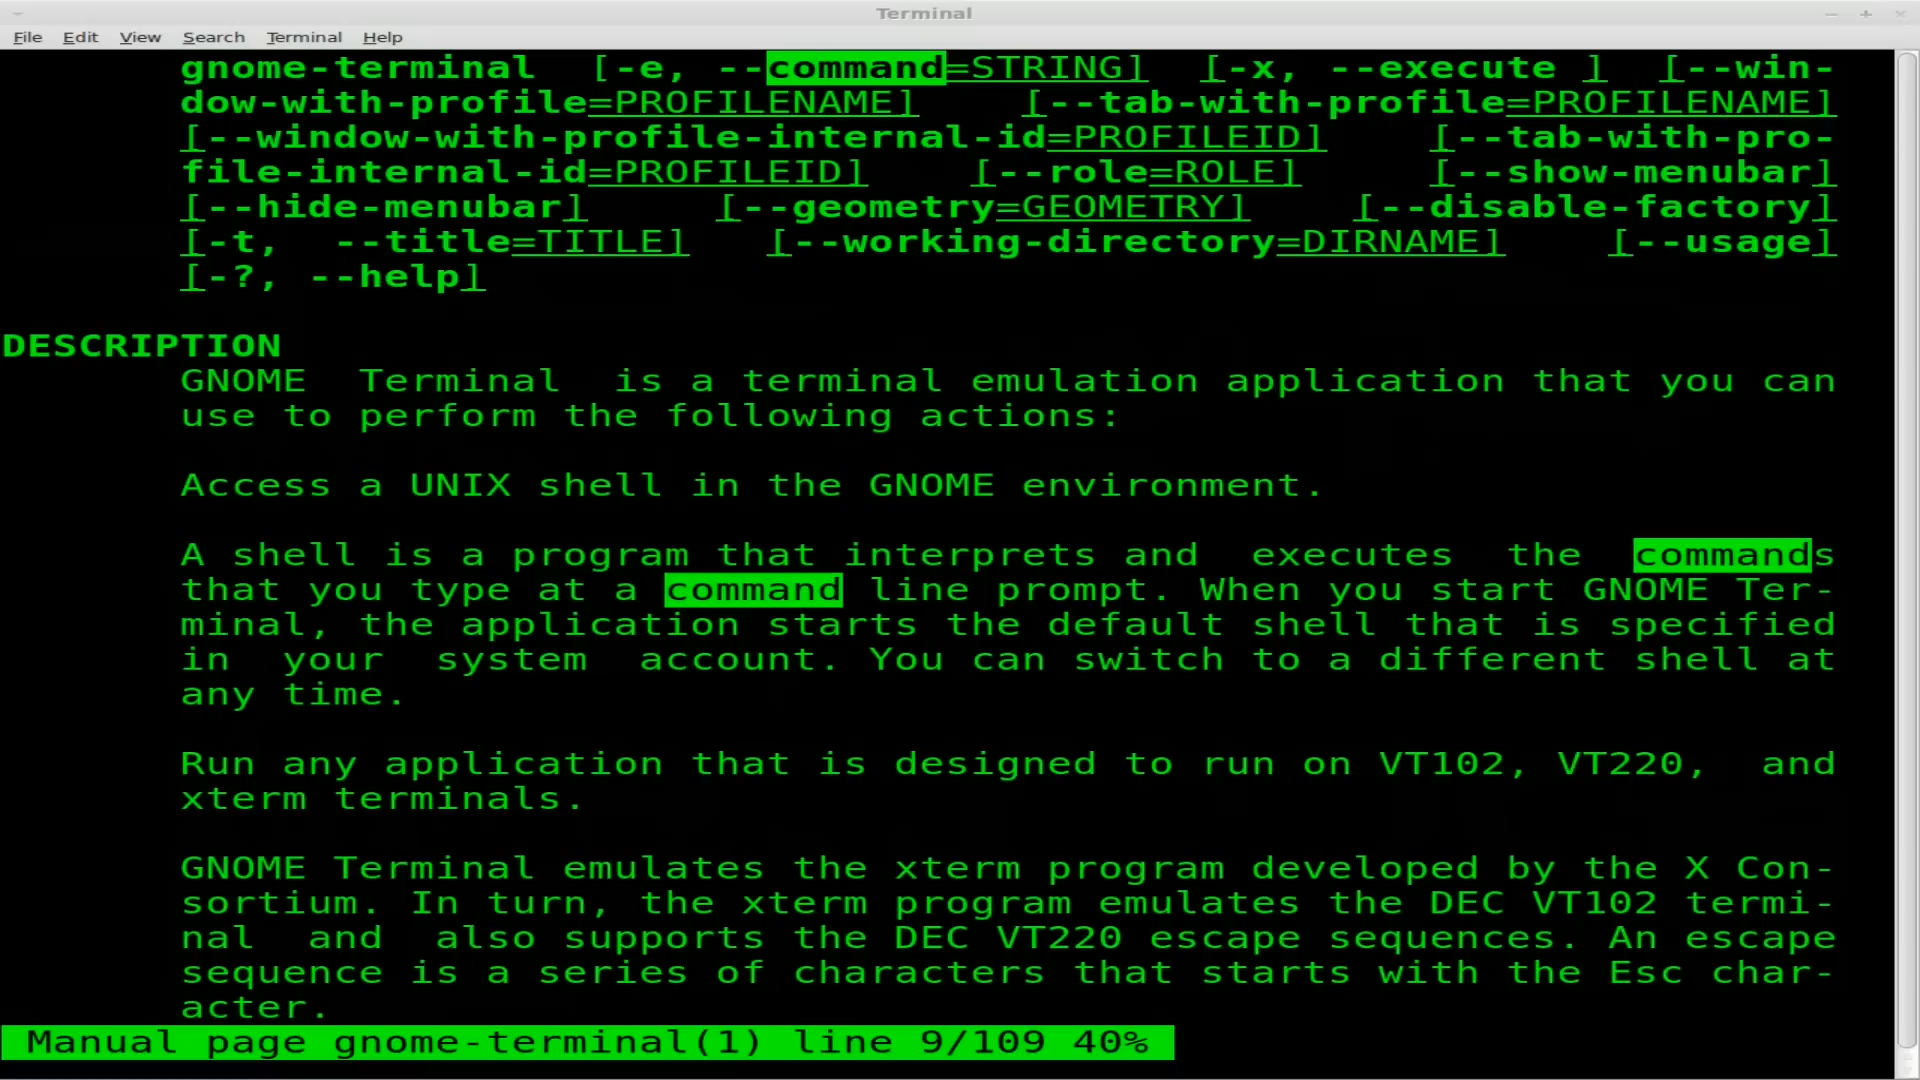 Terminal
File Edit View Search Terminal Help
gnome-terminal [-e, --command=STRING] [-x, --execute ] [--win-
dow-with-profile=PROFILENAME] [--tab-with-profile=PROFILENAME]
[--window-with-profile-internal-id=PROFILEID] [--tab-with-pro-
file-internal-id=PROFILEID] [--role=ROLE] [--show-menubar]
[--hide-menubar] [--geometry=GEOMETRY] [--disable-factory]
[-t, --title=TITLE] [--working-directory=DIRNAME] [--usage]
[-?, --help]
DESCRIPTION
GNOME Terminal is a terminal emulation application that you can
use to perform the following actions:
Access a UNIX shell in the GNOME environment.
A shell is a program that interprets and executes the commands
that you type at a command line prompt. When you start GNOME Ter-
minal, the application starts the default shell that is specified
in your system account. You can switch to a different shell at
any time.
Run any application that is designed to run on VT102, VT220, and
xterm terminals.
GNOME Terminal emulates the xterm program developed by the X Con-
sortium. In turn, the xterm program emulates the DEC VT102 termi-
nal and also supports the DEC VT220 escape sequences. An escape
sequence is a series of characters that starts with the Esc char-
acter.
Manual page gnome-terminal(1) line 9/109 40%